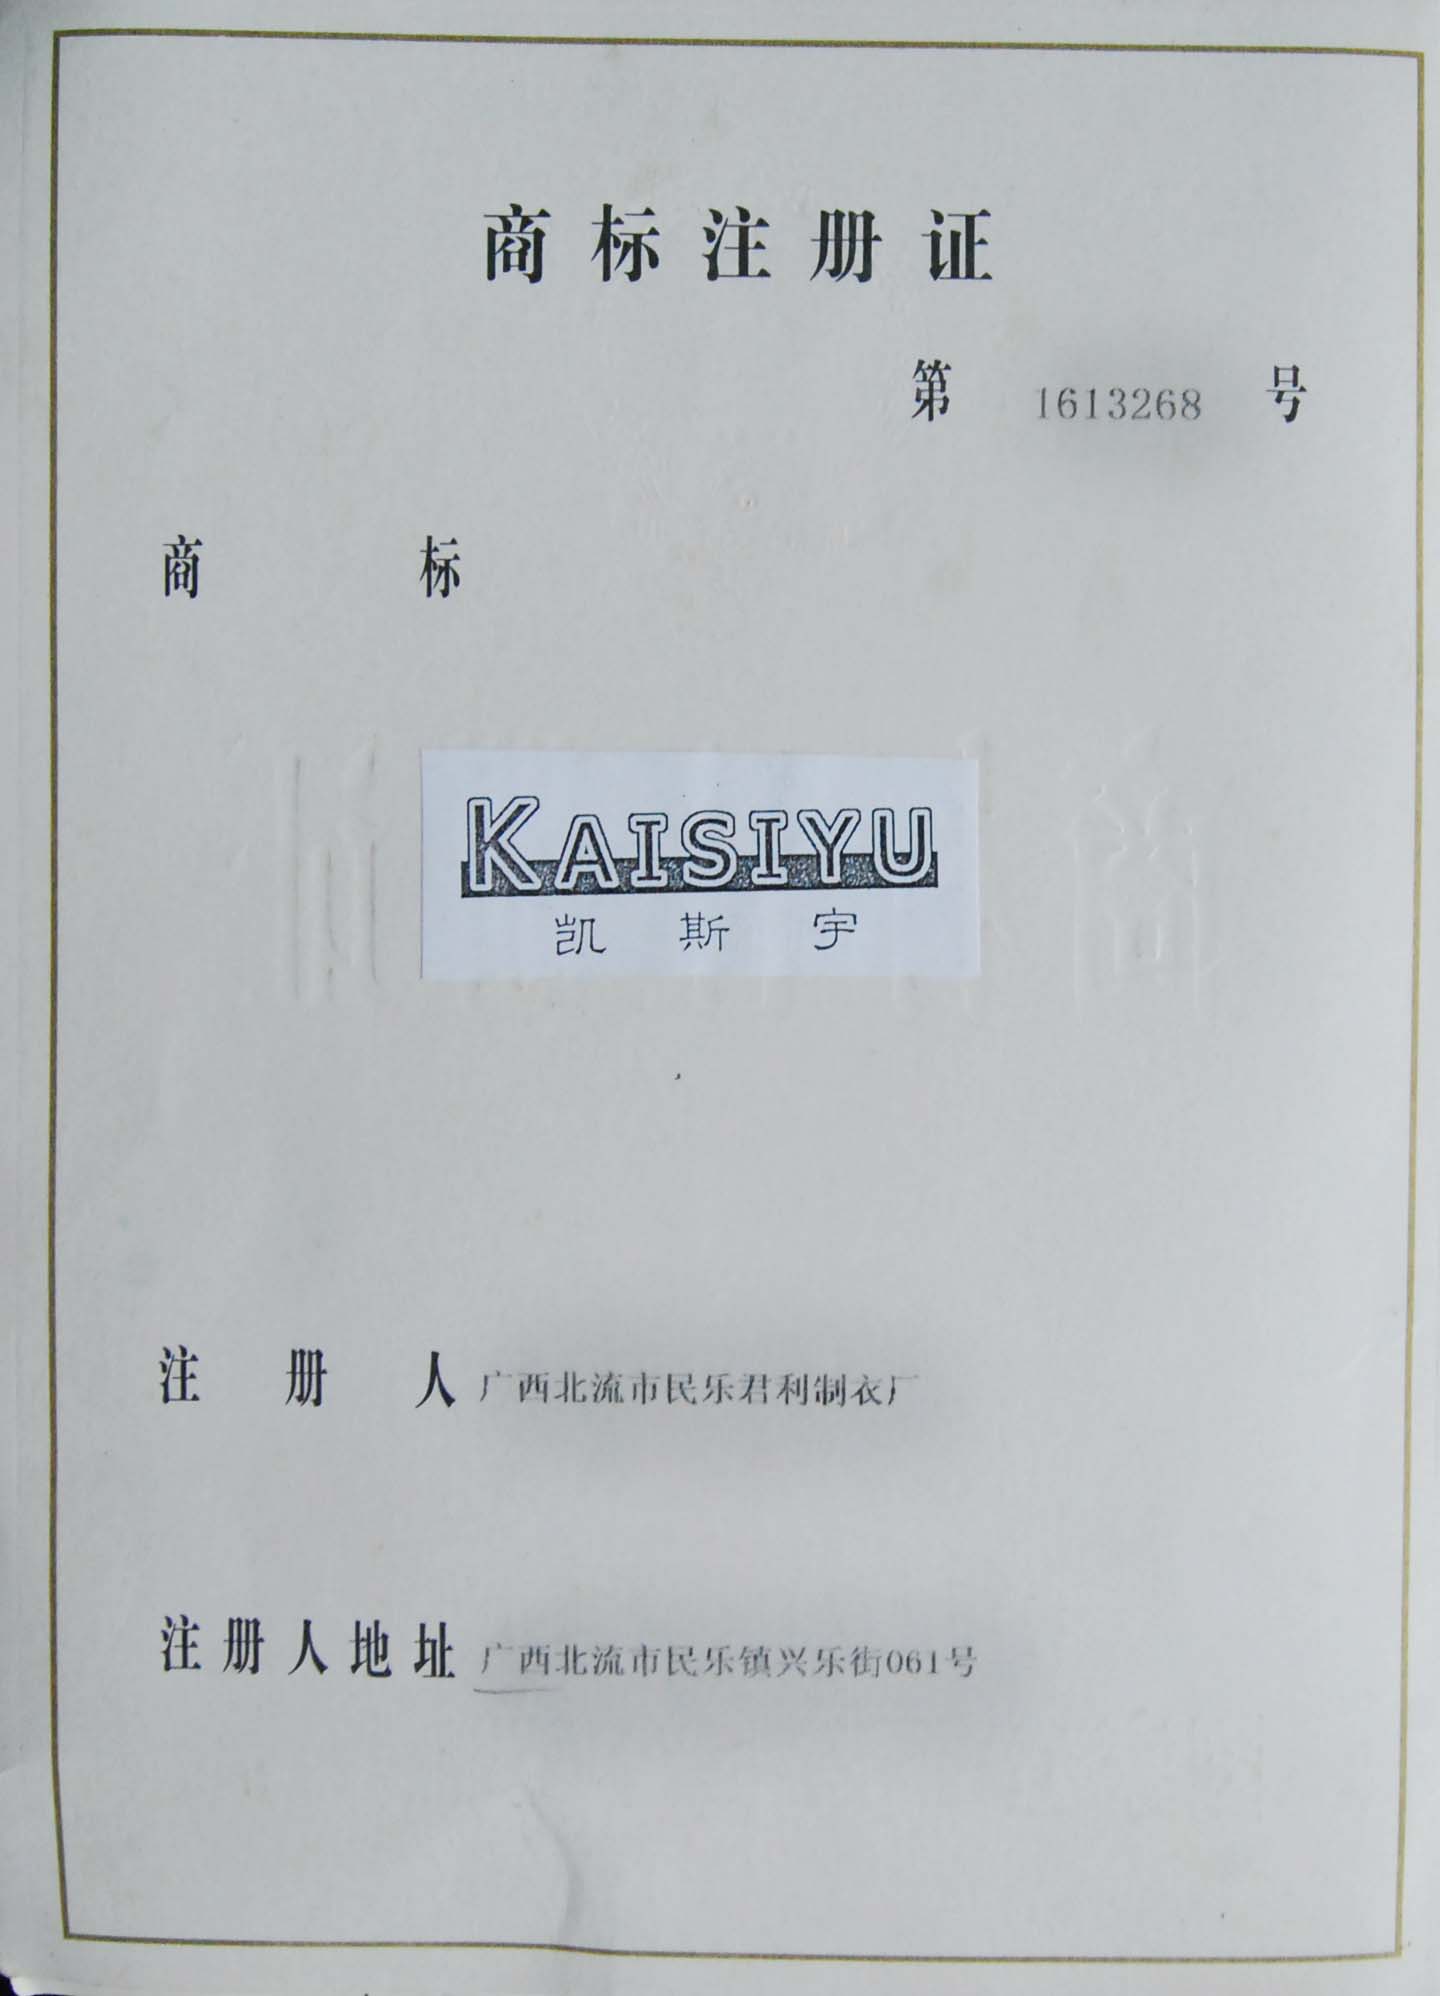 商标注册证
第 1613268 号
商 标
KAISIYU
凯斯宇
注 册 人 广西北流市民乐君利制衣厂
注册人地址 广西北流市民乐镇兴乐街061号